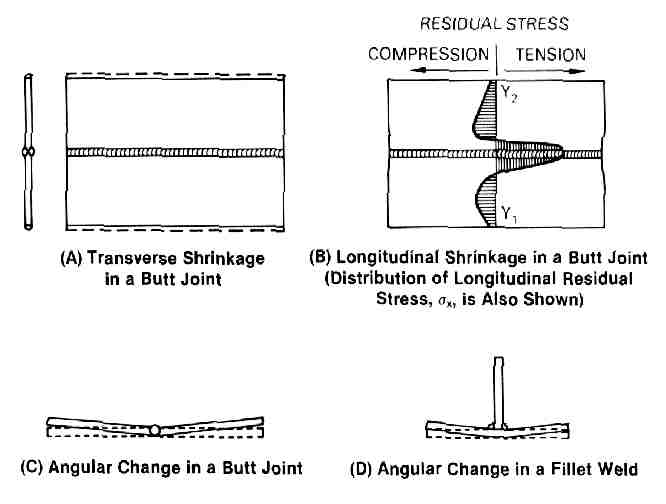 RESIDUAL STRESS
COMPRESSION TENSION
Y2
Y1
(A) Transverse Shrinkage
in a Butt Joint
(B) Longitudinal Shrinkage in a Butt Joint
(Distribution of Longitudinal Residual
Stress, σx, is Also Shown)
(C) Angular Change in a Butt Joint
(D) Angular Change in a Fillet Weld